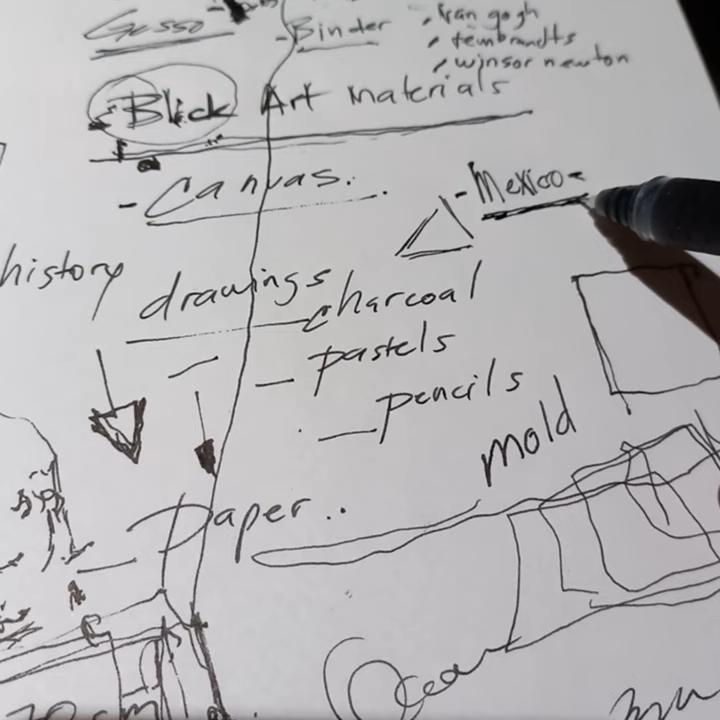 Gesso
- Binder
, Van gogh
, rembrandts
, winsor newton
Blick Art materials
- Canvas..
- Mexico -
history
drawings
- charcoal
- pastels
- pencils
mold
- Paper..
Ocean